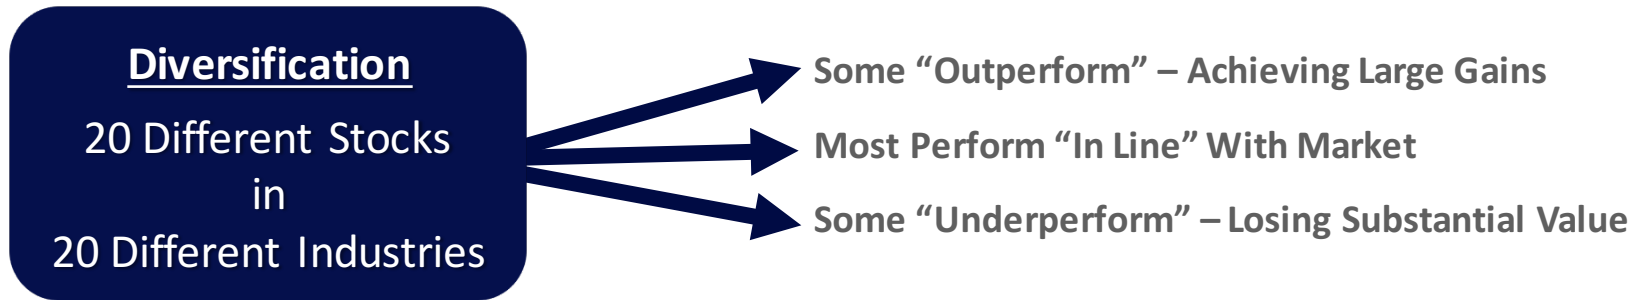 Diversification
20 Different Stocks
in
20 Different Industries
Some “Outperform” – Achieving Large Gains
Most Perform “In Line” With Market
Some “Underperform” – Losing Substantial Value